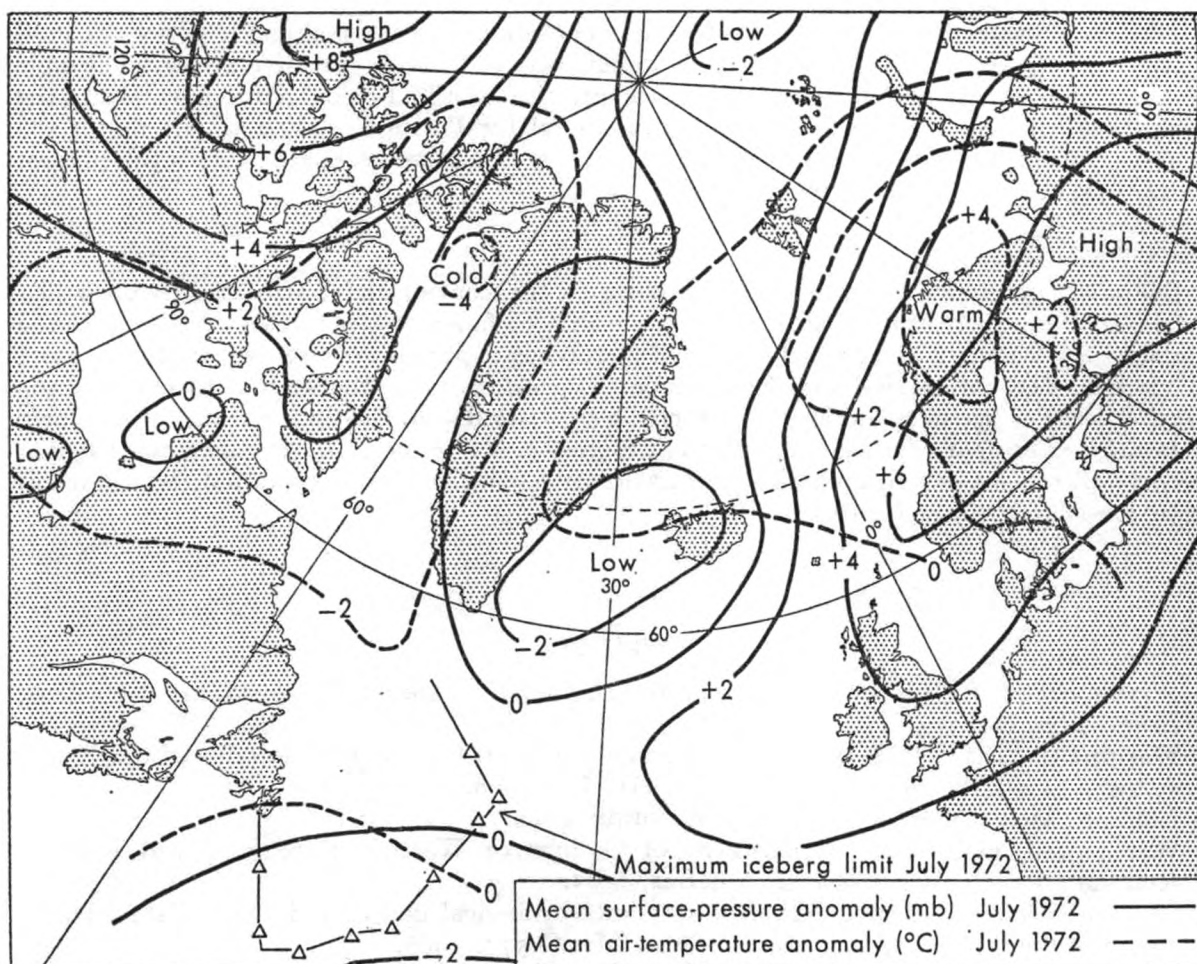 High
Low
120°
+8
−2
60°
+6
+4
+4
High
Cold
−4
90°
+2
Warm
+2
0
Low
Low
+2
+6
60°
0°
Low
30°
+4
0
−2
−2
60°
0
+2
0
Maximum iceberg limit July 1972
0
−2
Mean surface-pressure anomaly (mb) July 1972
Mean air-temperature anomaly (°C) July 1972